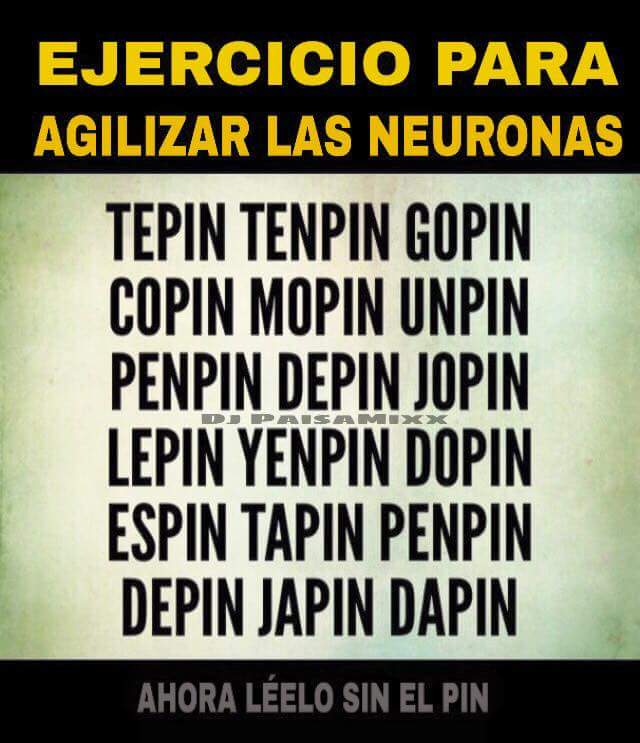 EJERCICIO PARA
AGILIZAR LAS NEURONAS
TEPIN TENPIN GOPIN
COPIN MOPIN UNPIN
PENPIN DEPIN JOPIN
DJ PAISAMIXX
LEPIN YENPIN DOPIN
ESPIN TAPIN PENPIN
DEPIN JAPIN DAPIN
AHORA LÉELO SIN EL PIN